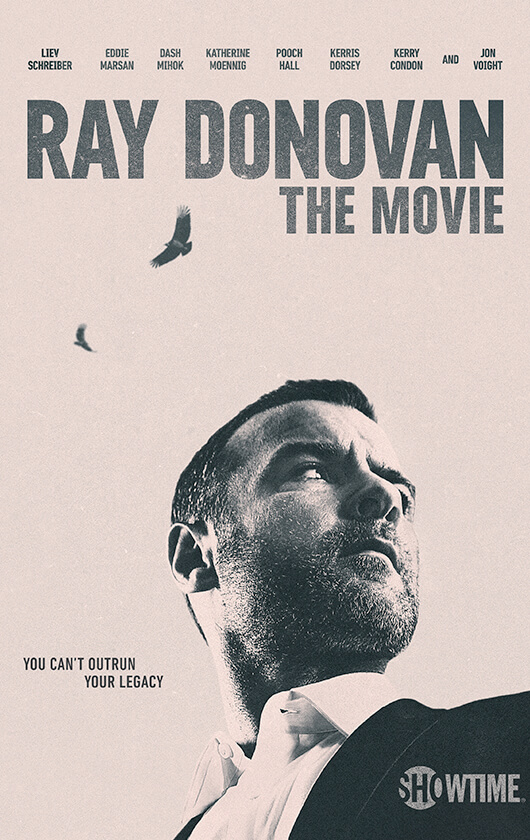 LIEV SCHREIBER
EDDIE MARSAN
DASH MIHOK
KATHERINE MOENNIG
POOCH HALL
KERRIS DORSEY
KERRY CONDON
AND
JON VOIGHT
RAY DONOVAN
THE MOVIE
YOU CAN'T OUTRUN
YOUR LEGACY
SHOWTIME